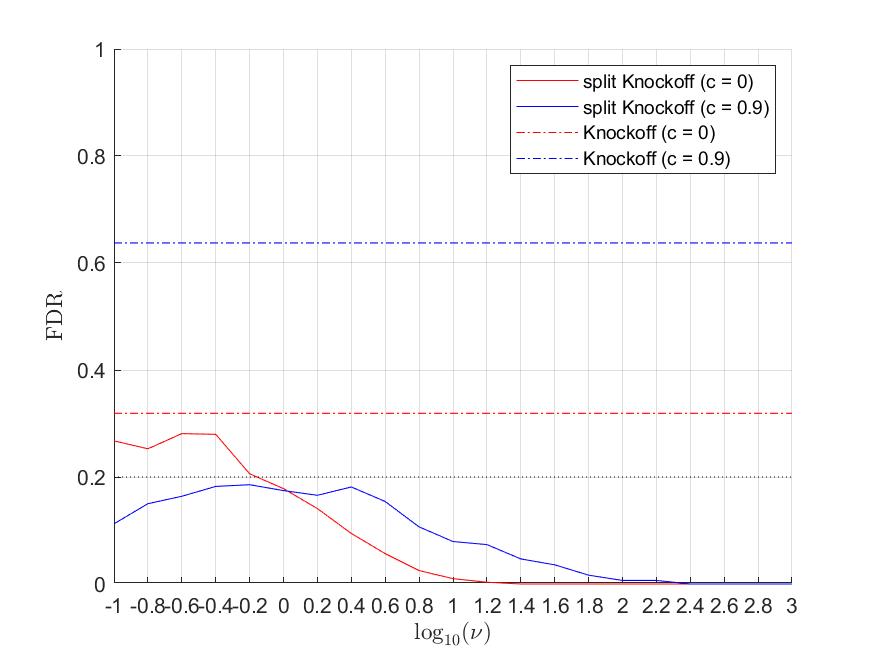 1
0.8
0.6
0.4
0.2
0
FDR
split Knockoff (c = 0)
split Knockoff (c = 0.9)
Knockoff (c = 0)
Knockoff (c = 0.9)
-1 -0.8 -0.6 -0.4 -0.2 0 0.2 0.4 0.6 0.8 1 1.2 1.4 1.6 1.8 2 2.2 2.4 2.6 2.8 3
log₁₀(ν)